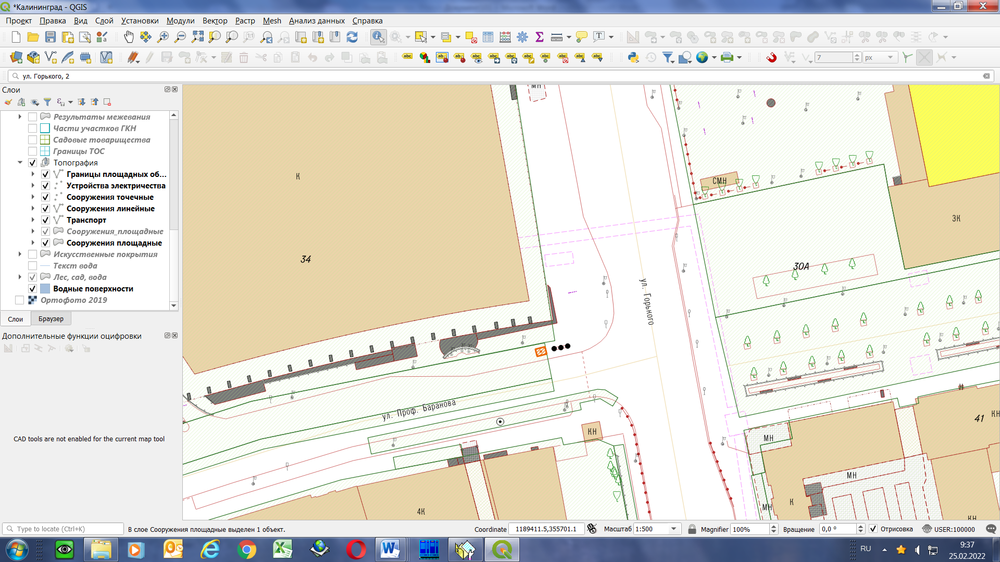 *Калининград - QGIS
Проект Правка Вид Слой Установки Модули Вектор Растр Mesh Анализ данных Справка
7 px
ул. Горького, 2
Слои
Результаты межевания
Части участков ГКН
Садовые товарищества
Границы ТОС
Топография
Границы площадных об...
Устройства электричества
Сооружения точечные
Сооружения линейные
Транспорт
Сооружения_площадные
Сооружения площадные
Искусственные покрытия
Текст вода
Лес, сад, вода
Водные поверхности
Ортофото 2019
Слои Браузер
Дополнительные функции оцифровки
CAD tools are not enabled for the current map tool
МН
К
34
СМН
3К
30А
ул. Горького
ул. Проф. Баранова
КН
41
КН
МН
МН
К
МН
4К
КН
Type to locate (Ctrl+K)
В слое Сооружения площадные выделен 1 объект.
Coordinate 1189411.5,355701.1
Масштаб 1:500
Magnifier 100%
Вращение 0,0 °
Отрисовка
USER:100000
RU
9:37
25.02.2022